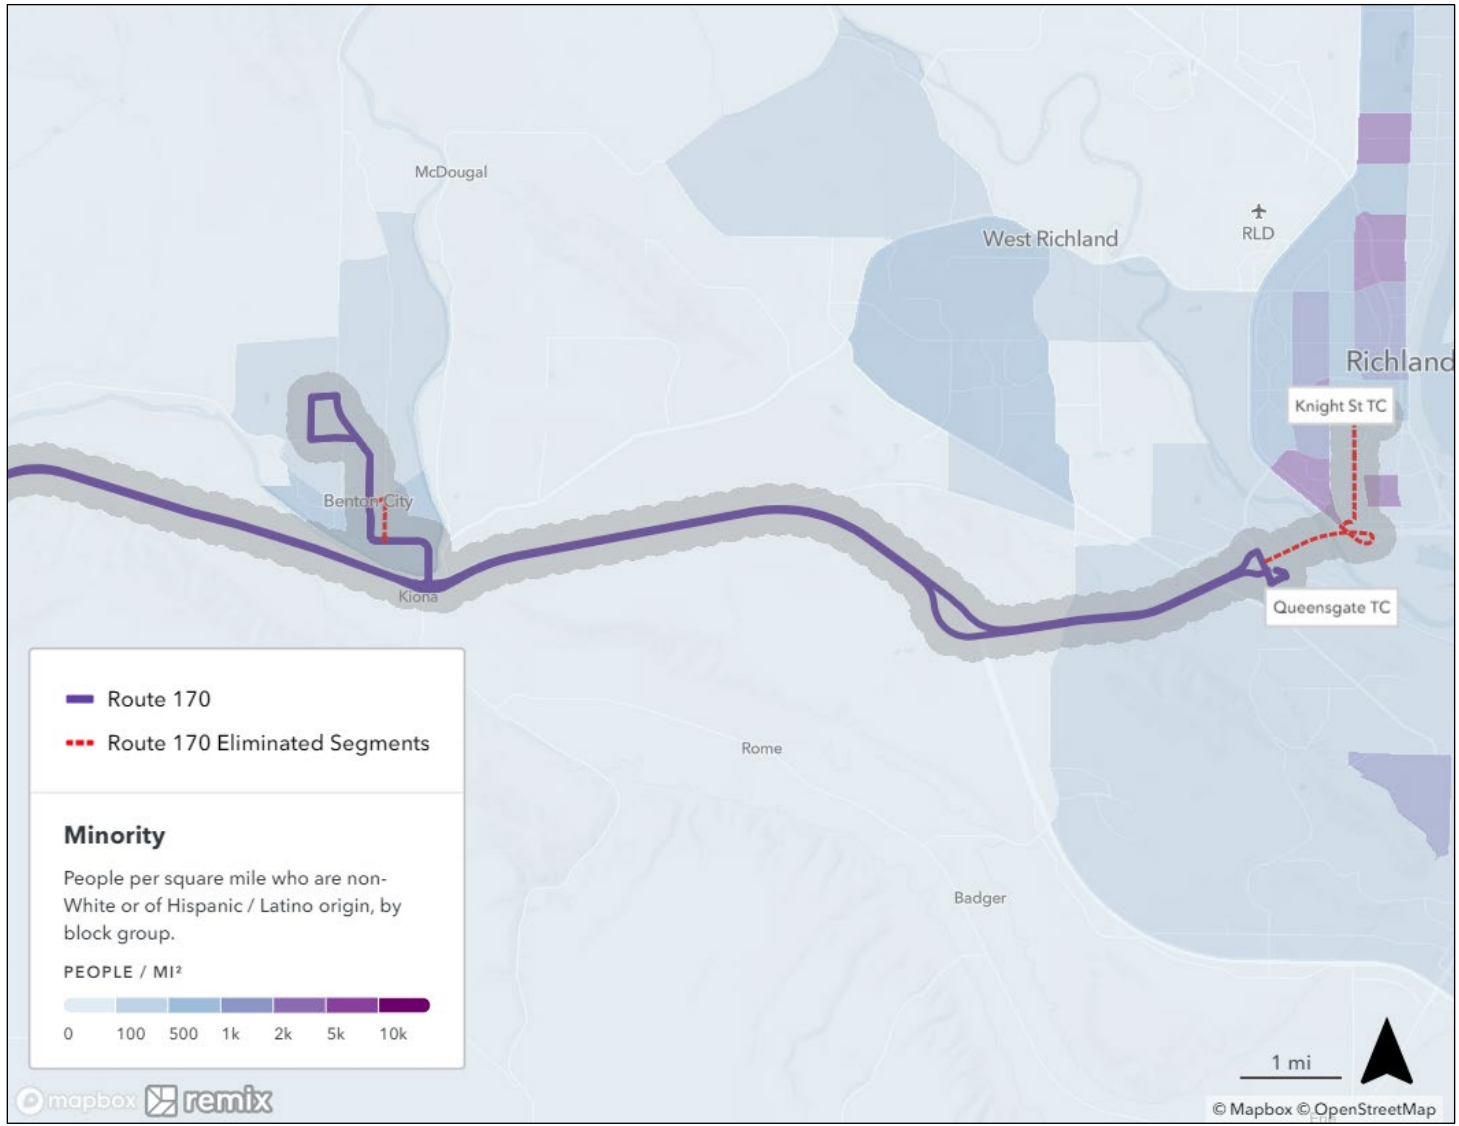 McDougal
West Richland
RLD
Richland
Knight St TC
Benton City
Kiona
Queensgate TC
Route 170
Route 170 Eliminated Segments
Rome
Minority
People per square mile who are non-
White or of Hispanic / Latino origin, by
block group.
PEOPLE / MI²
0 100 500 1k 2k 5k 10k
Badger
1 mi
mapbox remix
© Mapbox © OpenStreetMap